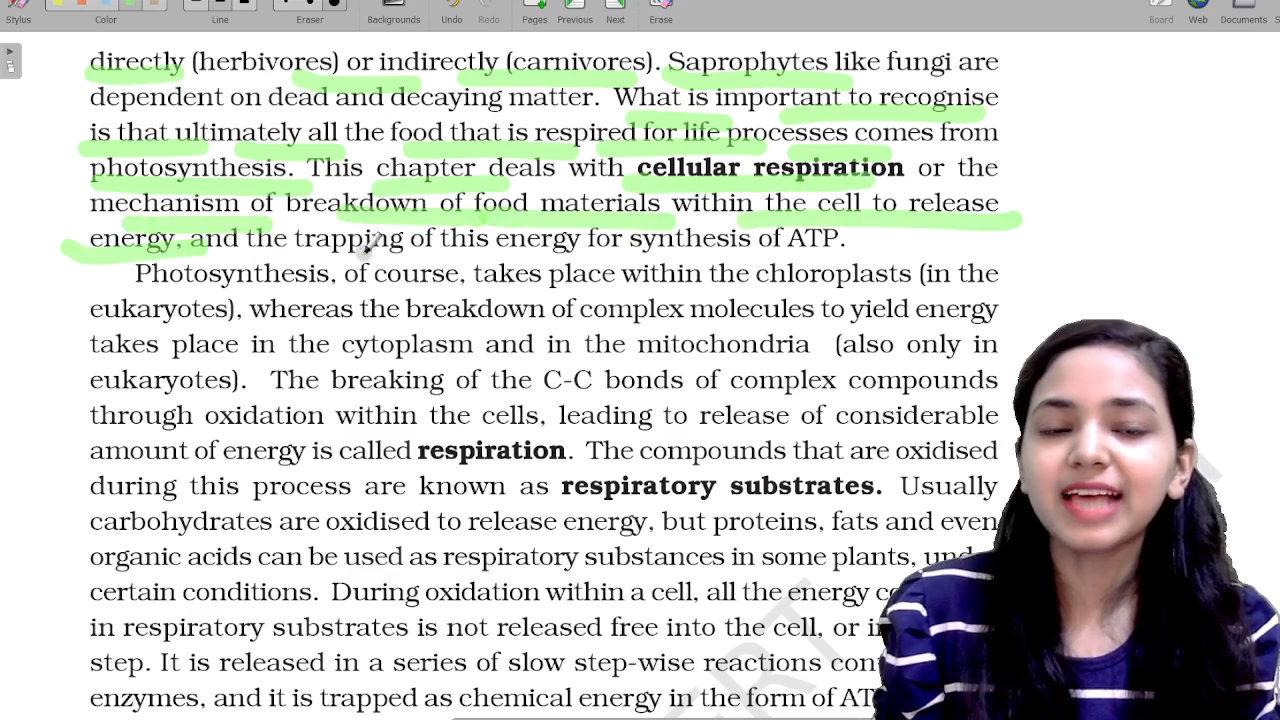 Stylus Color Line Eraser Backgrounds Undo Redo Pages Previous Next Erase Board Web Documents
directly (herbivores) or indirectly (carnivores). Saprophytes like fungi are
dependent on dead and decaying matter. What is important to recognise
is that ultimately all the food that is respired for life processes comes from
photosynthesis. This chapter deals with cellular respiration or the
mechanism of breakdown of food materials within the cell to release
energy, and the trapping of this energy for synthesis of ATP.
Photosynthesis, of course, takes place within the chloroplasts (in the
eukaryotes), whereas the breakdown of complex molecules to yield energy
takes place in the cytoplasm and in the mitochondria (also only in
eukaryotes). The breaking of the C-C bonds of complex compounds
through oxidation within the cells, leading to release of considerable
amount of energy is called respiration. The compounds that are oxidised
during this process are known as respiratory substrates. Usually
carbohydrates are oxidised to release energy, but proteins, fats and even
organic acids can be used as respiratory substances in some plants,
certain conditions. During oxidation within a cell, all the energy
in respiratory substrates is not released free into the cell, or
step. It is released in a series of slow step-wise reactions
enzymes, and it is trapped as chemical energy in the form of